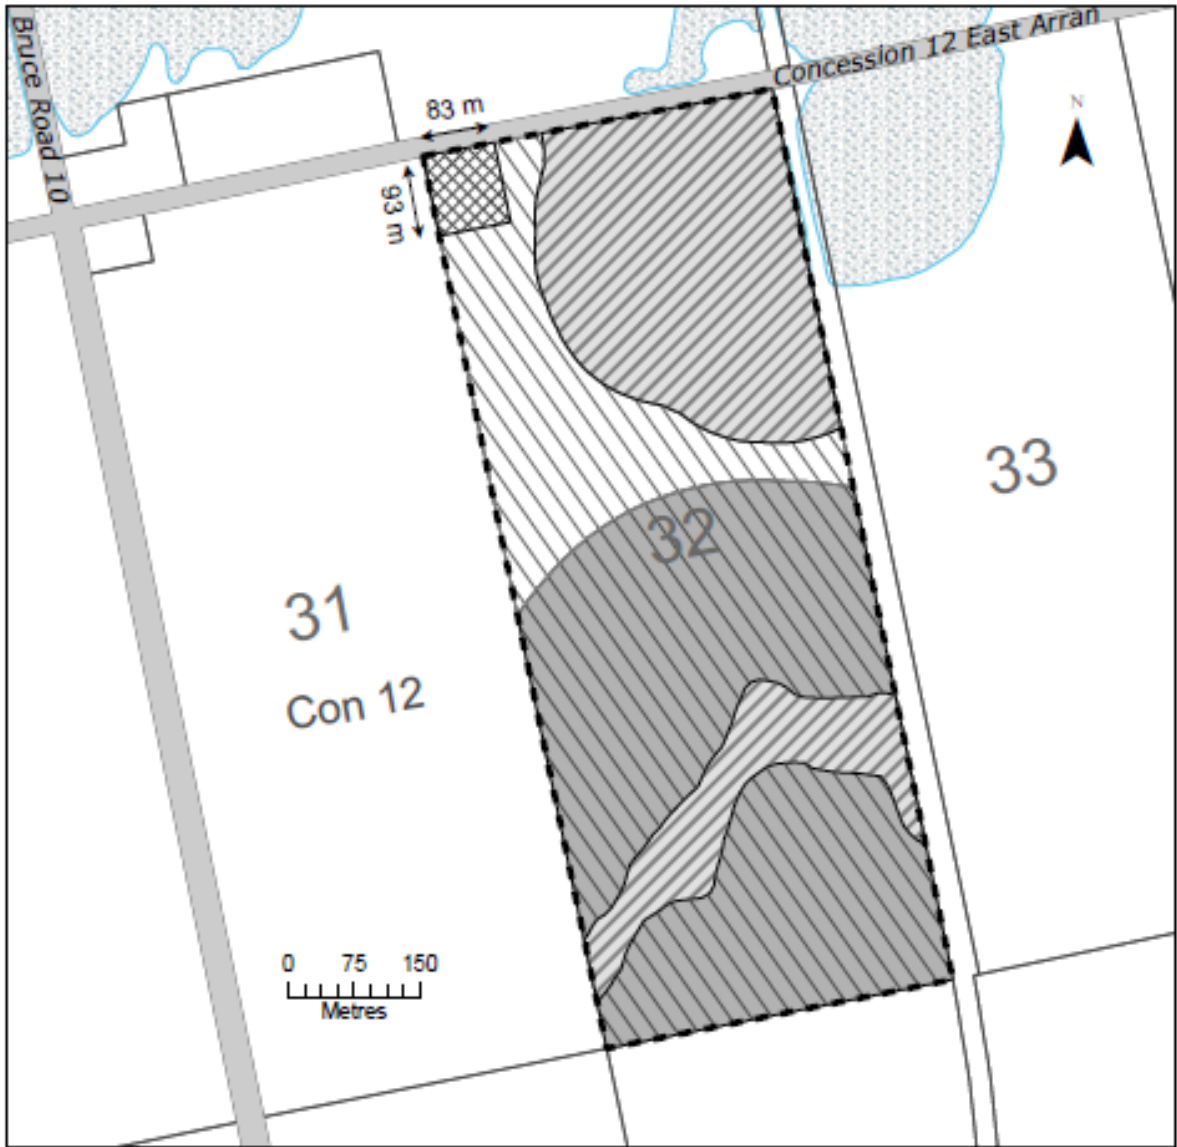 Bruce Road 10
Concession 12 East Arran
83 m
N
93 m
33
32
31
Con 12
0 75 150
Metres